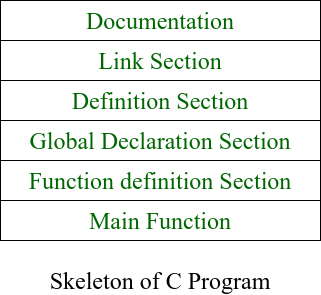 Documentation
Link Section
Definition Section
Global Declaration Section
Function definition Section
Main Function
Skeleton of C Program